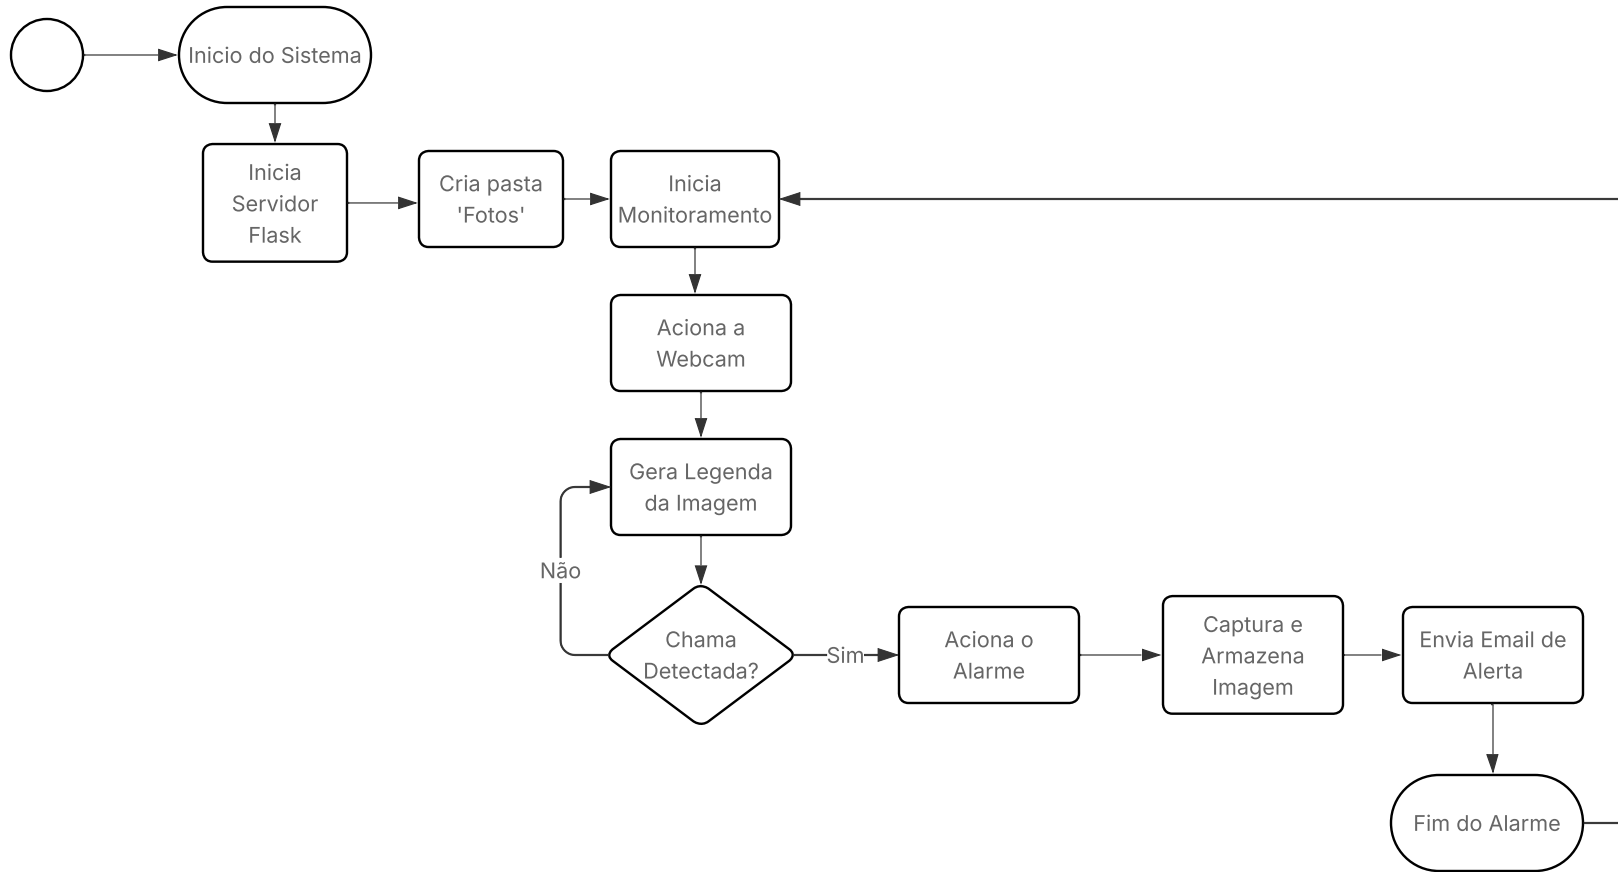 Inicio do Sistema
Inicia
Servidor
Flask
Cria pasta
'Fotos'
Inicia
Monitoramento
Aciona a
Webcam
Gera Legenda
da Imagem
Não
Chama
Detectada?
Sim
Aciona o
Alarme
Captura e
Armazena
Imagem
Envia Email de
Alerta
Fim do Alarme